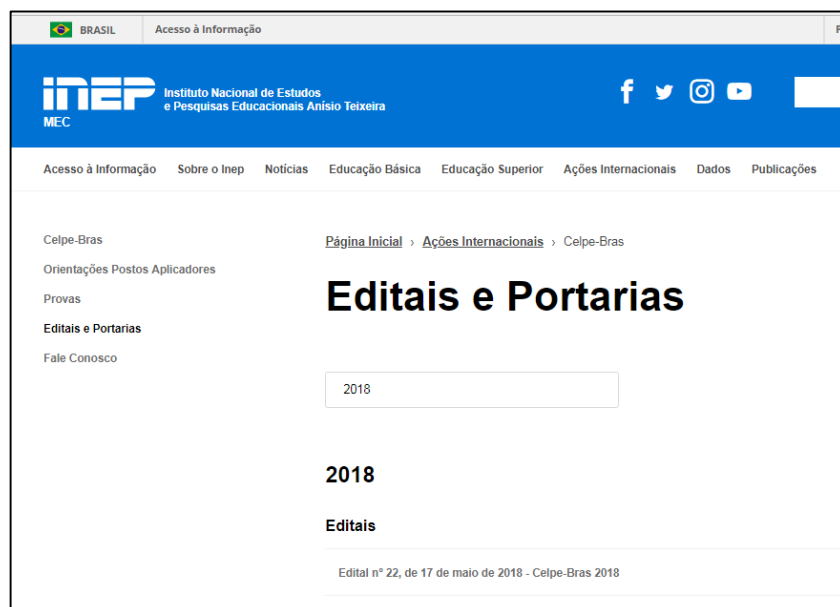 BRASIL Acesso à Informação
inep Instituto Nacional de Estudos
e Pesquisas Educacionais Anísio Teixeira
MEC
Acesso à Informação Sobre o Inep Notícias Educação Básica Educação Superior Ações Internacionais Dados Publicações
Celpe-Bras
Orientações Postos Aplicadores
Provas
Editais e Portarias
Fale Conosco
Página Inicial › Ações Internacionais › Celpe-Bras
Editais e Portarias
2018
2018
Editais
Edital nº 22, de 17 de maio de 2018 - Celpe-Bras 2018